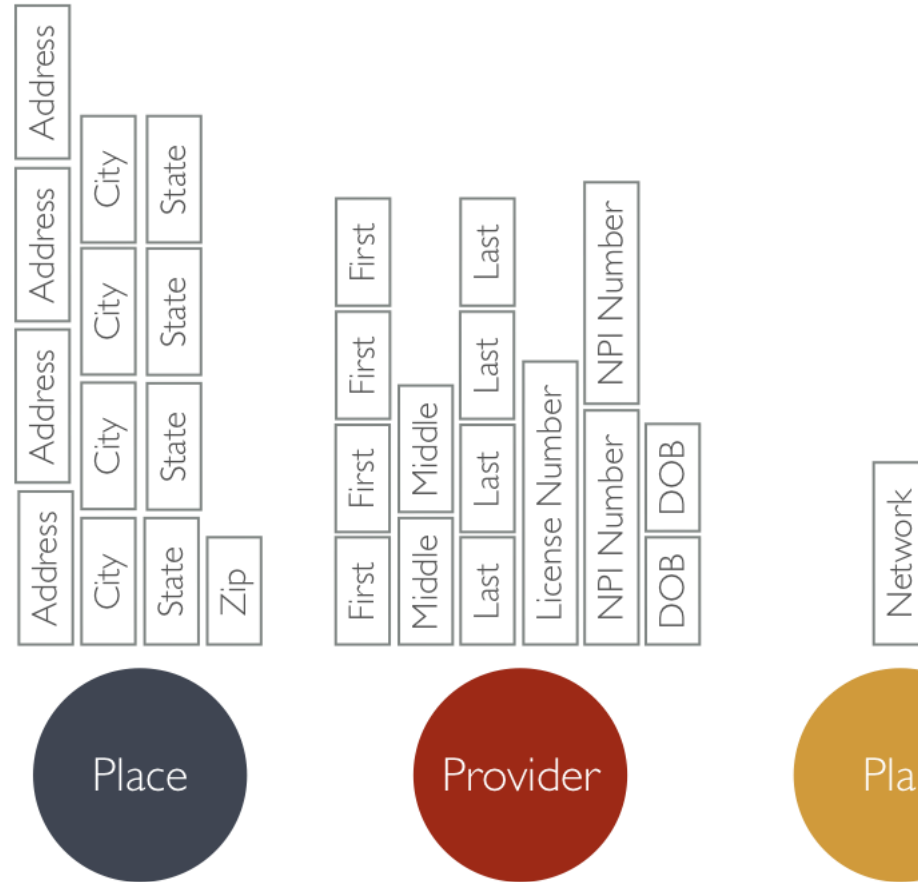 Address
Address
Address
Address
City
City
City
City
State
State
State
State
Zip
First
First
First
First
Middle
Middle
Last
Last
Last
Last
License Number
NPI Number
NPI Number
DOB
DOB
Network
Place
Provider
Pla